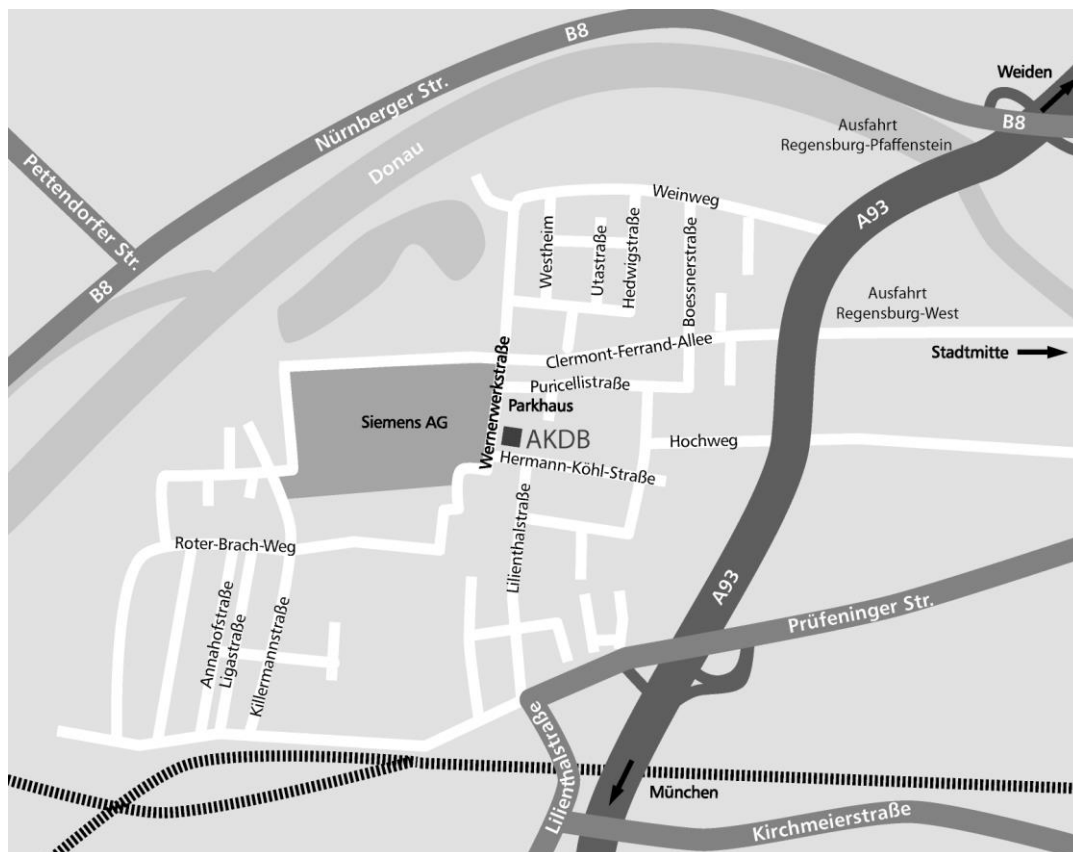 B8
Weiden
Nürnberger Str.
B8
Ausfahrt
Regensburg-Pfaffenstein
Donau
Pettendorfer Str.
Weinweg
A93
Westheim
Utastraße
Hedwigstraße
Boessnerstraße
B8
Ausfahrt
Regensburg-West
Clermont-Ferrand-Allee
Stadtmitte
Puricellistraße
Wernerwerkstraße
Parkhaus
Siemens AG
AKDB
Hochweg
Hermann-Köhl-Straße
Lilienthalstraße
Roter-Brach-Weg
A93
Annahofstraße
Ligastraße
Killermannstraße
Prüfeninger Str.
Lilienthalstraße
München
Kirchmeierstraße